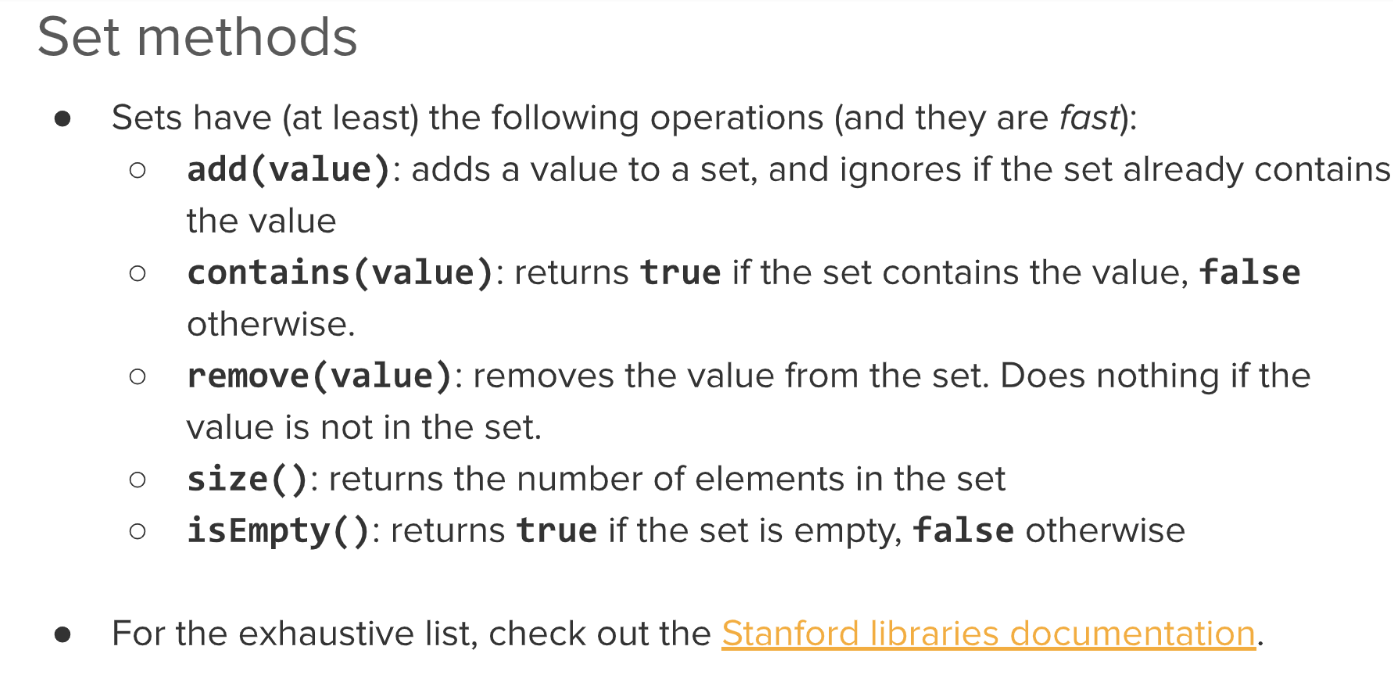 Set methods
● Sets have (at least) the following operations (and they are fast):
○ add(value): adds a value to a set, and ignores if the set already contains
the value
○ contains(value): returns true if the set contains the value, false
otherwise.
○ remove(value): removes the value from the set. Does nothing if the
value is not in the set.
○ size(): returns the number of elements in the set
○ isEmpty(): returns true if the set is empty, false otherwise
● For the exhaustive list, check out the Stanford libraries documentation.